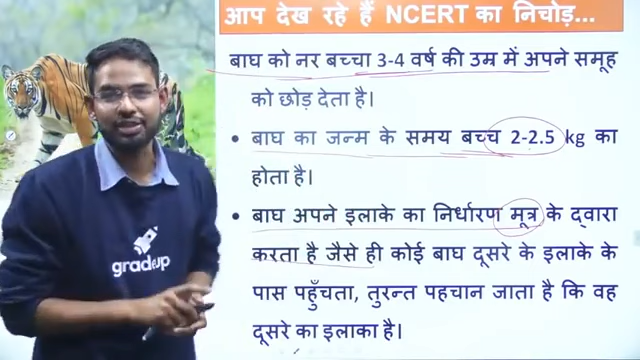 आप देख रहे हैं NCERT का निचोड़...
बाघ को नर बच्चा 3-4 वर्ष की उम्र में अपने समूह
को छोड़ देता है।
• बाघ का जन्म के समय बच्च 2-2.5 kg का
होता है।
• बाघ अपने इलाके का निर्धारण मूत्र के द्वारा
करता है जैसे ही कोई बाघ दूसरे के इलाके के
पास पहुँचता, तुरन्त पहचान जाता है कि वह
दूसरे का इलाका है।
gradeup